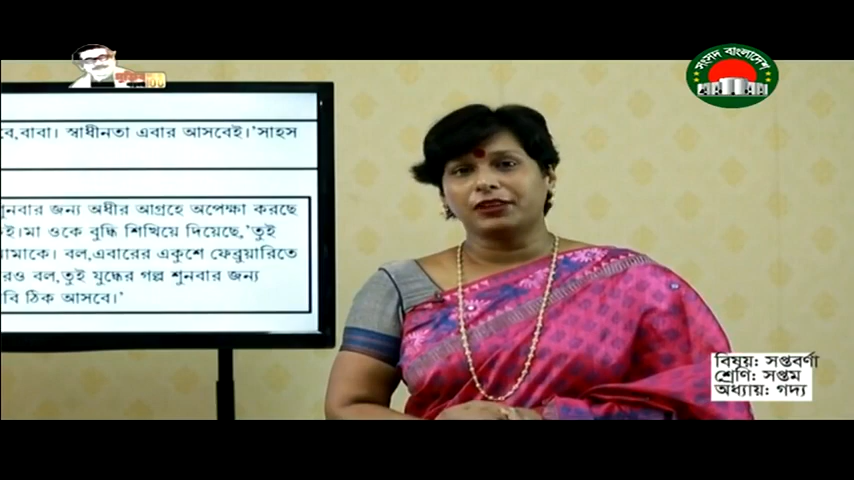 সংসদ বাংলাদেশ
বে,বাবা। স্বাধীনতা এবার আসবেই।'সাহস
শুনবার জন্য অধীর আগ্রহে অপেক্ষা করছে
ই।মা ওকে বুদ্ধি শিখিয়ে দিয়েছে,'তুই
মামাকে। বল,এবারের একুশে ফেব্রুয়ারিতে
রও বল,তুই যুদ্ধের গল্প শুনবার জন্য
বি ঠিক আসবে।'
বিষয়: সপ্তবর্ণা
শ্রেণি: সপ্তম
অধ্যায়: গদ্য